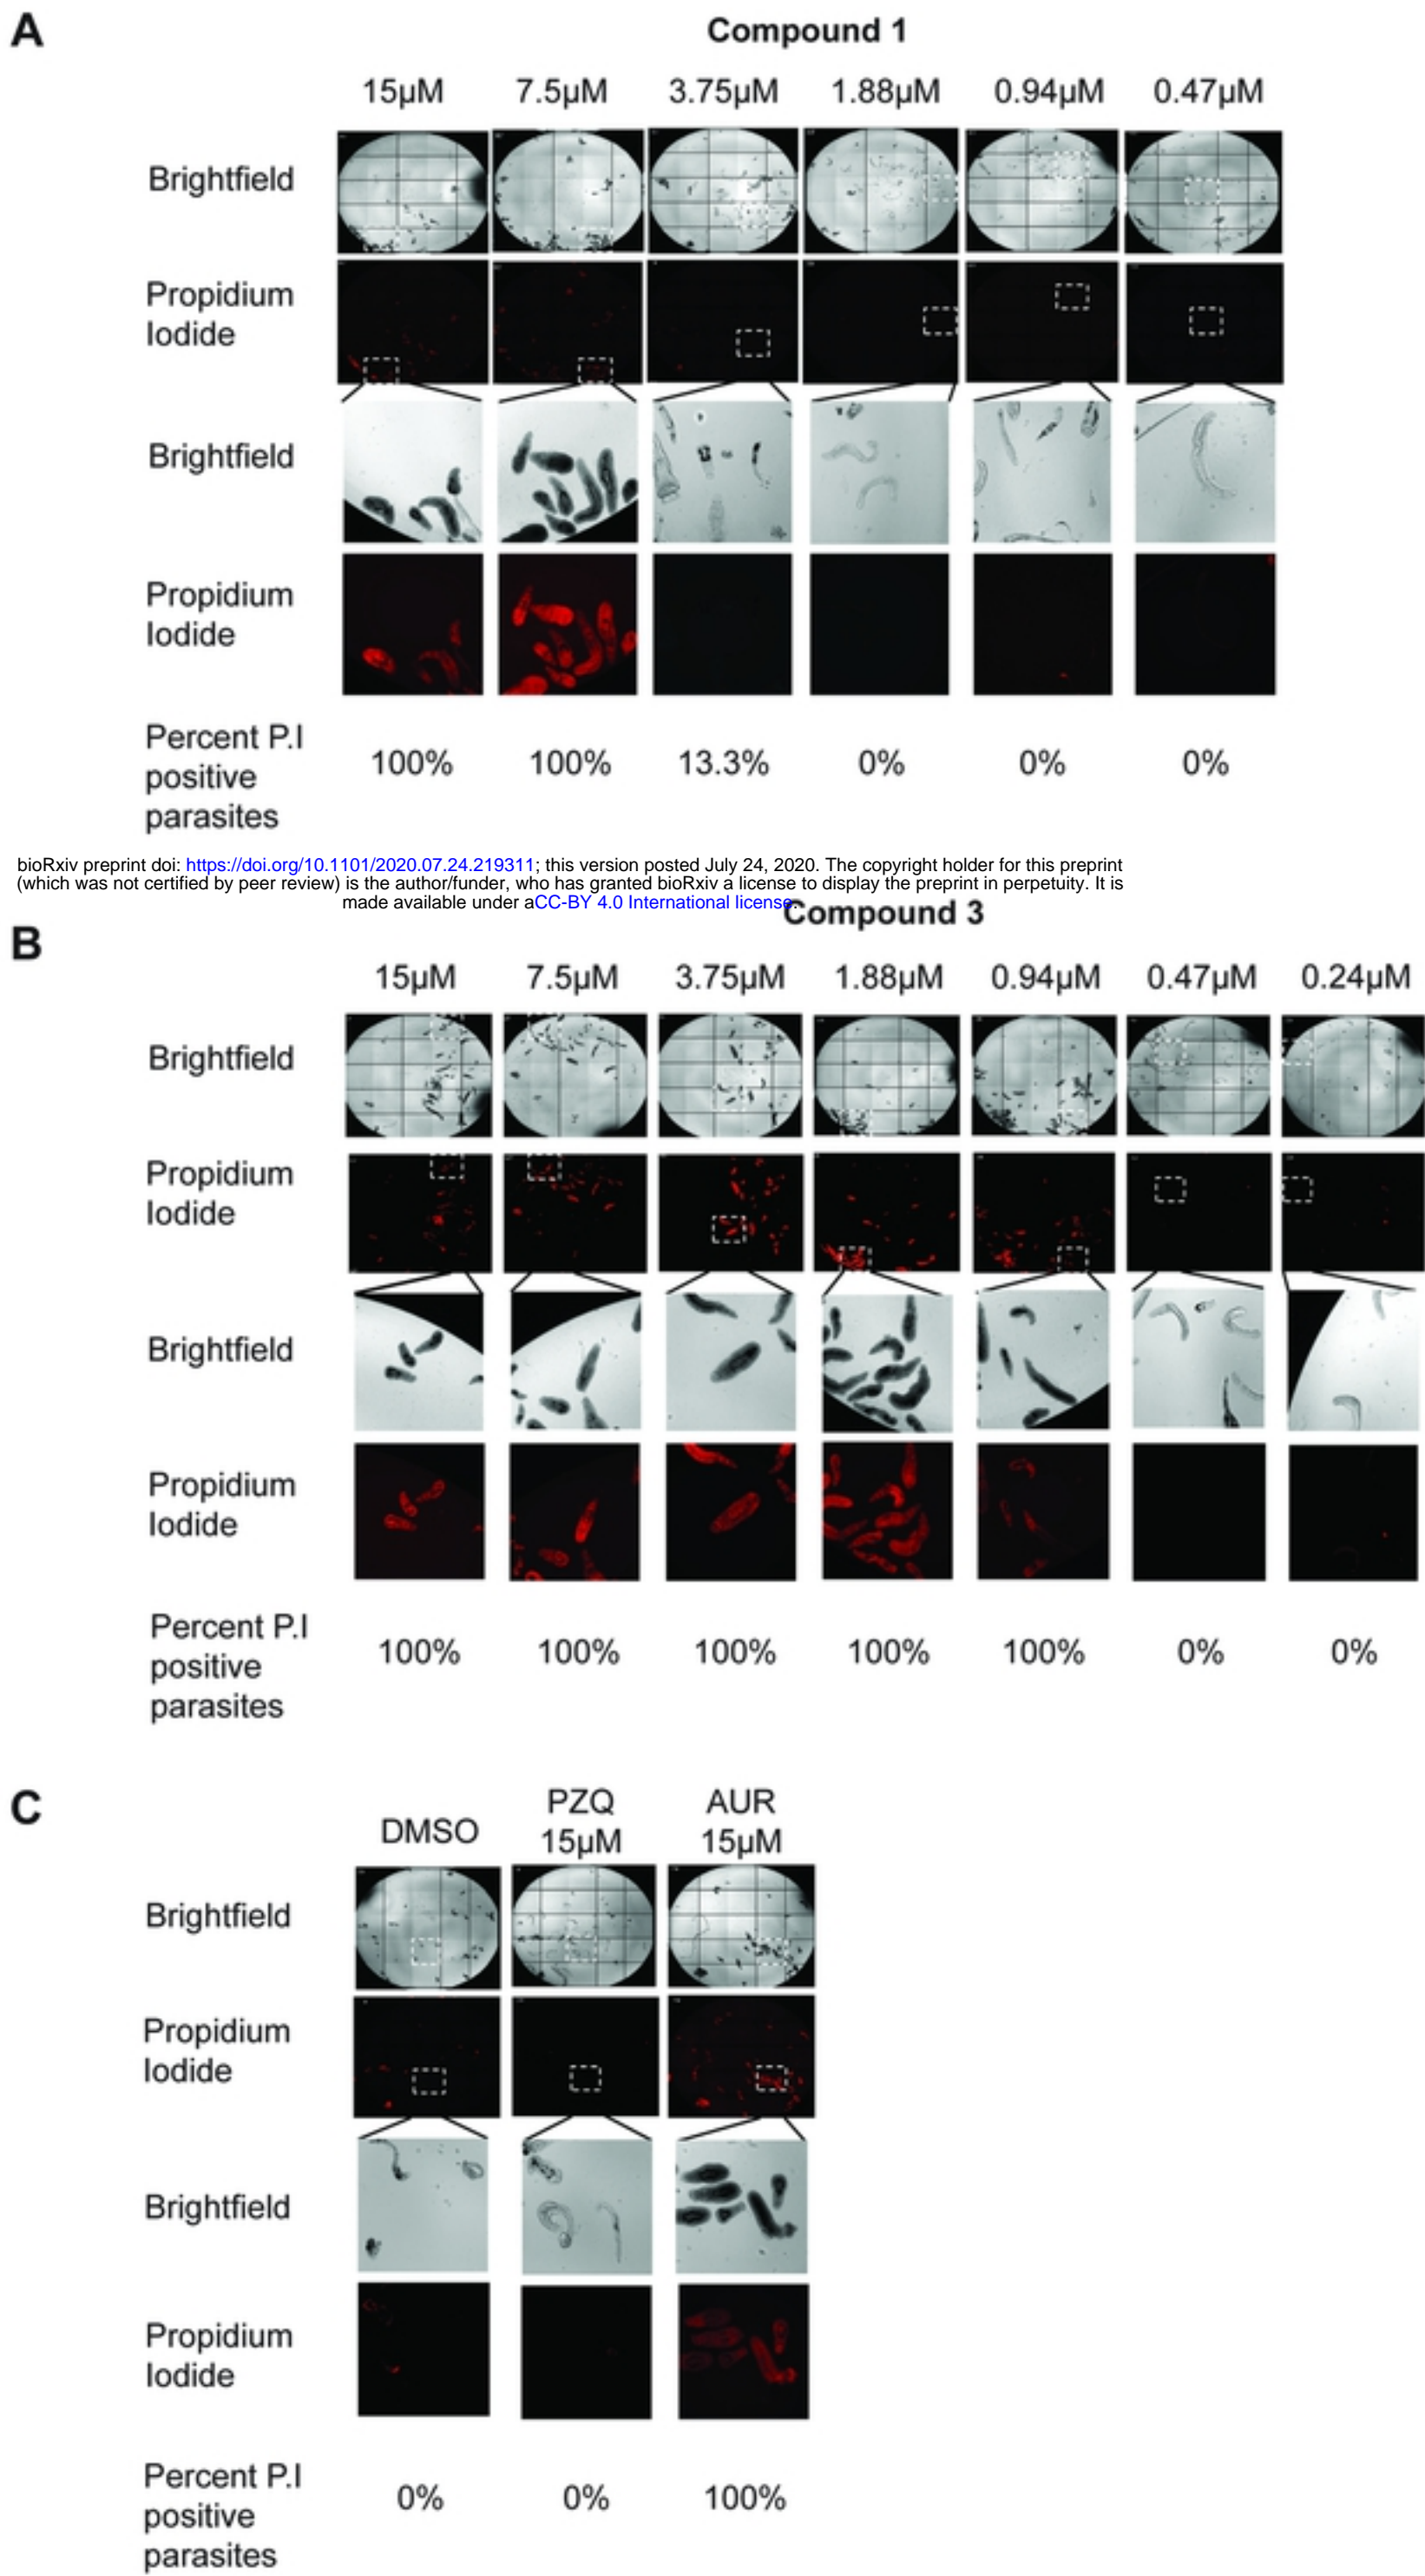 A
Compound 1
15µM 7.5µM 3.75µM 1.88µM 0.94µM 0.47µM
Brightfield
Propidium
Iodide
Brightfield
Propidium
Iodide
Percent P.I
positive
parasites
100% 100% 13.3% 0% 0% 0%
bioRxiv preprint doi: https://doi.org/10.1101/2020.07.24.219311; this version posted July 24, 2020. The copyright holder for this preprint
(which was not certified by peer review) is the author/funder, who has granted bioRxiv a license to display the preprint in perpetuity. It is
made available under aCC-BY 4.0 International license.
Compound 3
B
15µM 7.5µM 3.75µM 1.88µM 0.94µM 0.47µM 0.24µM
Brightfield
Propidium
Iodide
Brightfield
Propidium
Iodide
Percent P.I
positive
parasites
100% 100% 100% 100% 100% 0% 0%
C
DMSO
PZQ
15µM
AUR
15µM
Brightfield
Propidium
Iodide
Brightfield
Propidium
Iodide
Percent P.I
positive
parasites
0% 0% 100%